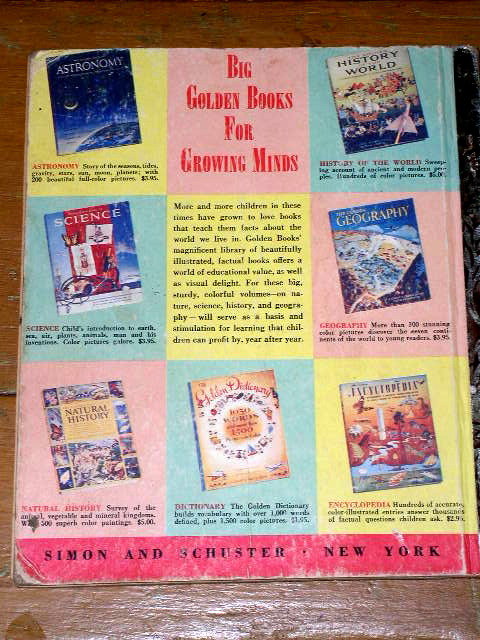 ASTRONOMY
BIG
GOLDEN BOOKS
FOR
GROWING MINDS
HISTORY
OF THE
WORLD
ASTRONOMY Story of the seasons, tides,
gravity, stars, sun, moon, planets; with
200 beautiful full-color pictures. $3.95.
HISTORY OF THE WORLD Sweep-
ing account of ancient and modern peo-
ples. Hundreds of color pictures. $5.00.
SCIENCE
More and more children in these
times have grown to love books
that teach them facts about the
world we live in. Golden Books'
magnificent library of beautifully
illustrated, factual books offers a
world of educational value, as well
as visual delight. For these big,
sturdy, colorful volumes—on na-
ture, science, history, and geogra-
phy—will serve as a basis and
stimulation for learning that chil-
dren can profit by, year after year.
GEOGRAPHY
SCIENCE Child's introduction to earth,
sea, air, plants, animals, man and his
inventions. Color pictures galore. $3.95.
GEOGRAPHY More than 200 stunning
color pictures discover the seven conti-
nents of the world to young readers. $3.95.
NATURAL
HISTORY
Golden Dictionary
1030
WORDS
1500
ENCYCLOPEDIA
NATURAL HISTORY Survey of the
animal, vegetable and mineral kingdoms.
With 500 superb color paintings. $5.00.
DICTIONARY The Golden Dictionary
builds vocabulary with over 1,000 words
defined, plus 1,500 color pictures. $1.95.
ENCYCLOPEDIA Hundreds of accurate,
color-illustrated entries answer thousands
of factual questions children ask. $2.95.
SIMON AND SCHUSTER · NEW YORK